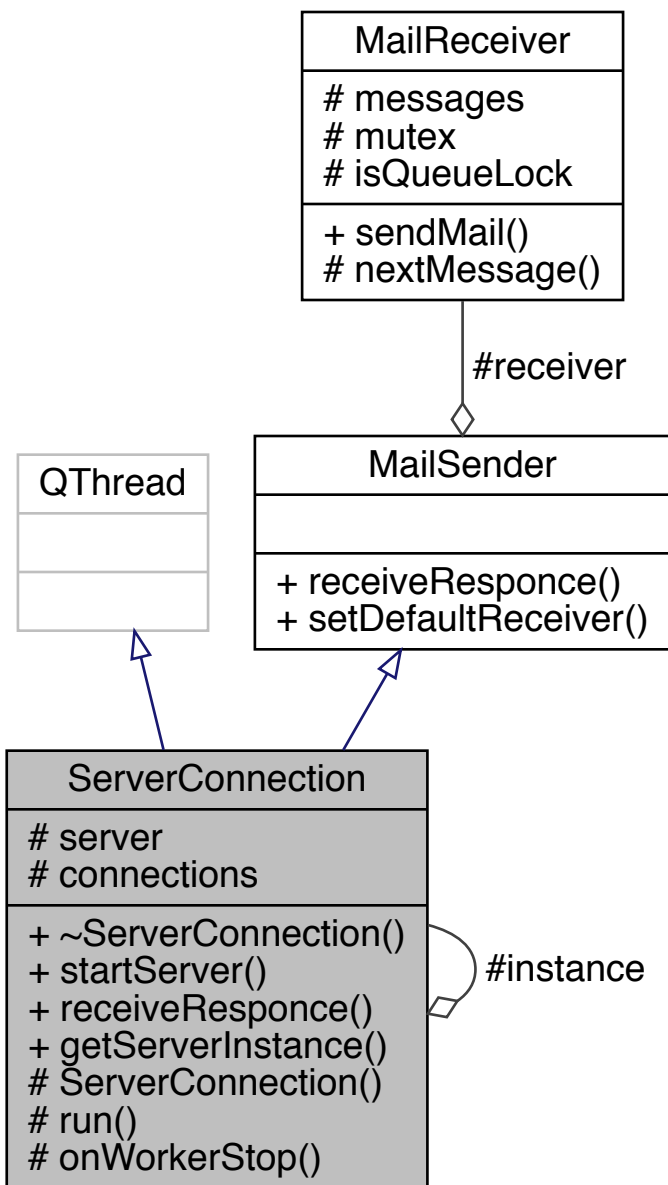 MailReceiver
# messages
# mutex
# isQueueLock
+ sendMail()
# nextMessage()
#receiver
QThread
MailSender
+ receiveResponce()
+ setDefaultReceiver()
ServerConnection
# server
# connections
+ ~ServerConnection()
+ startServer()
+ receiveResponce()
+ getServerInstance()
# ServerConnection()
# run()
# onWorkerStop()
#instance